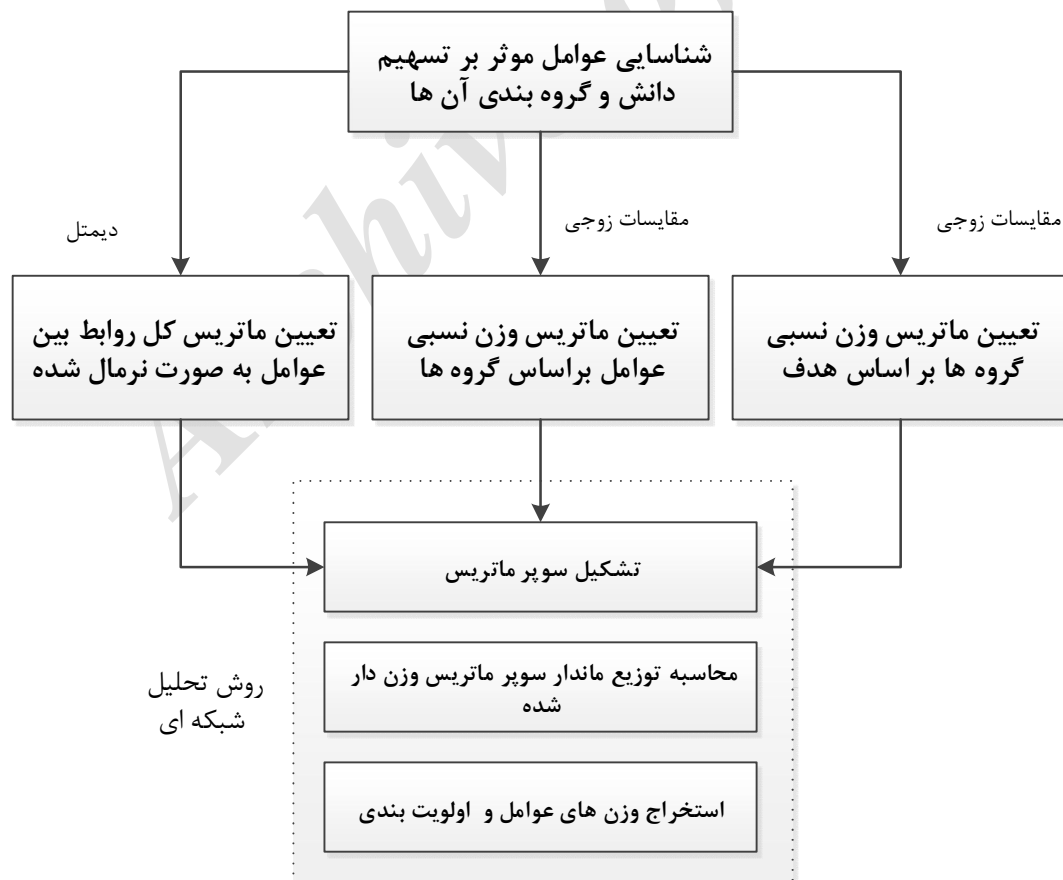 شناسایی عوامل موثر بر تسهیم
دانش و گروه بندی آن ها
مقایسات زوجی
مقایسات زوجی
دیمتل
تعیین ماتریس وزن نسبی
گروه ها بر اساس هدف
تعیین ماتریس وزن نسبی
عوامل براساس گروه ها
تعیین ماتریس کل روابط بین
عوامل به صورت نرمال شده
تشکیل سوپر ماتریس
محاسبه توزیع ماندار سوپر ماتریس وزن دار
شده
استخراج وزن های عوامل و اولویت بندی
روش تحلیل
شبکه ای